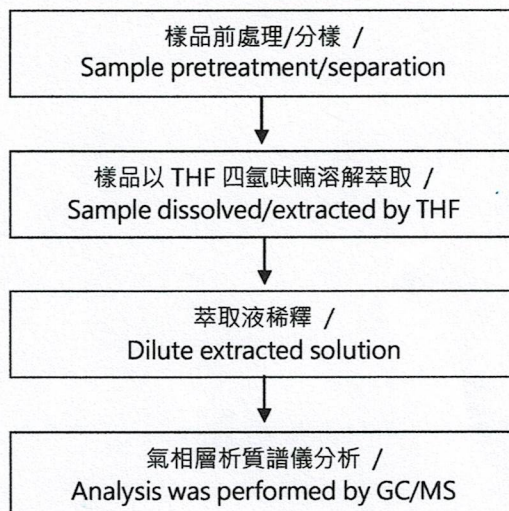 樣品前處理/分樣 /
Sample pretreatment/separation
樣品以 THF 四氫呋喃溶解萃取 /
Sample dissolved/extracted by THF
萃取液稀釋 /
Dilute extracted solution
氣相層析質譜儀分析 /
Analysis was performed by GC/MS